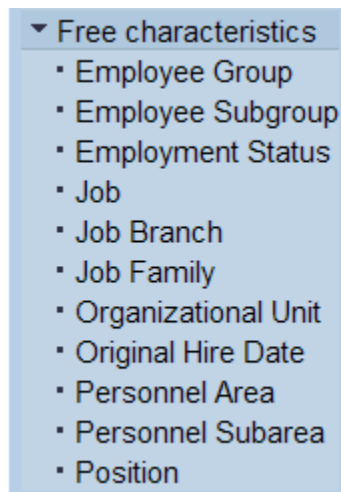 Free characteristics
Employee Group
Employee Subgroup
Employment Status
Job
Job Branch
Job Family
Organizational Unit
Original Hire Date
Personnel Area
Personnel Subarea
Position